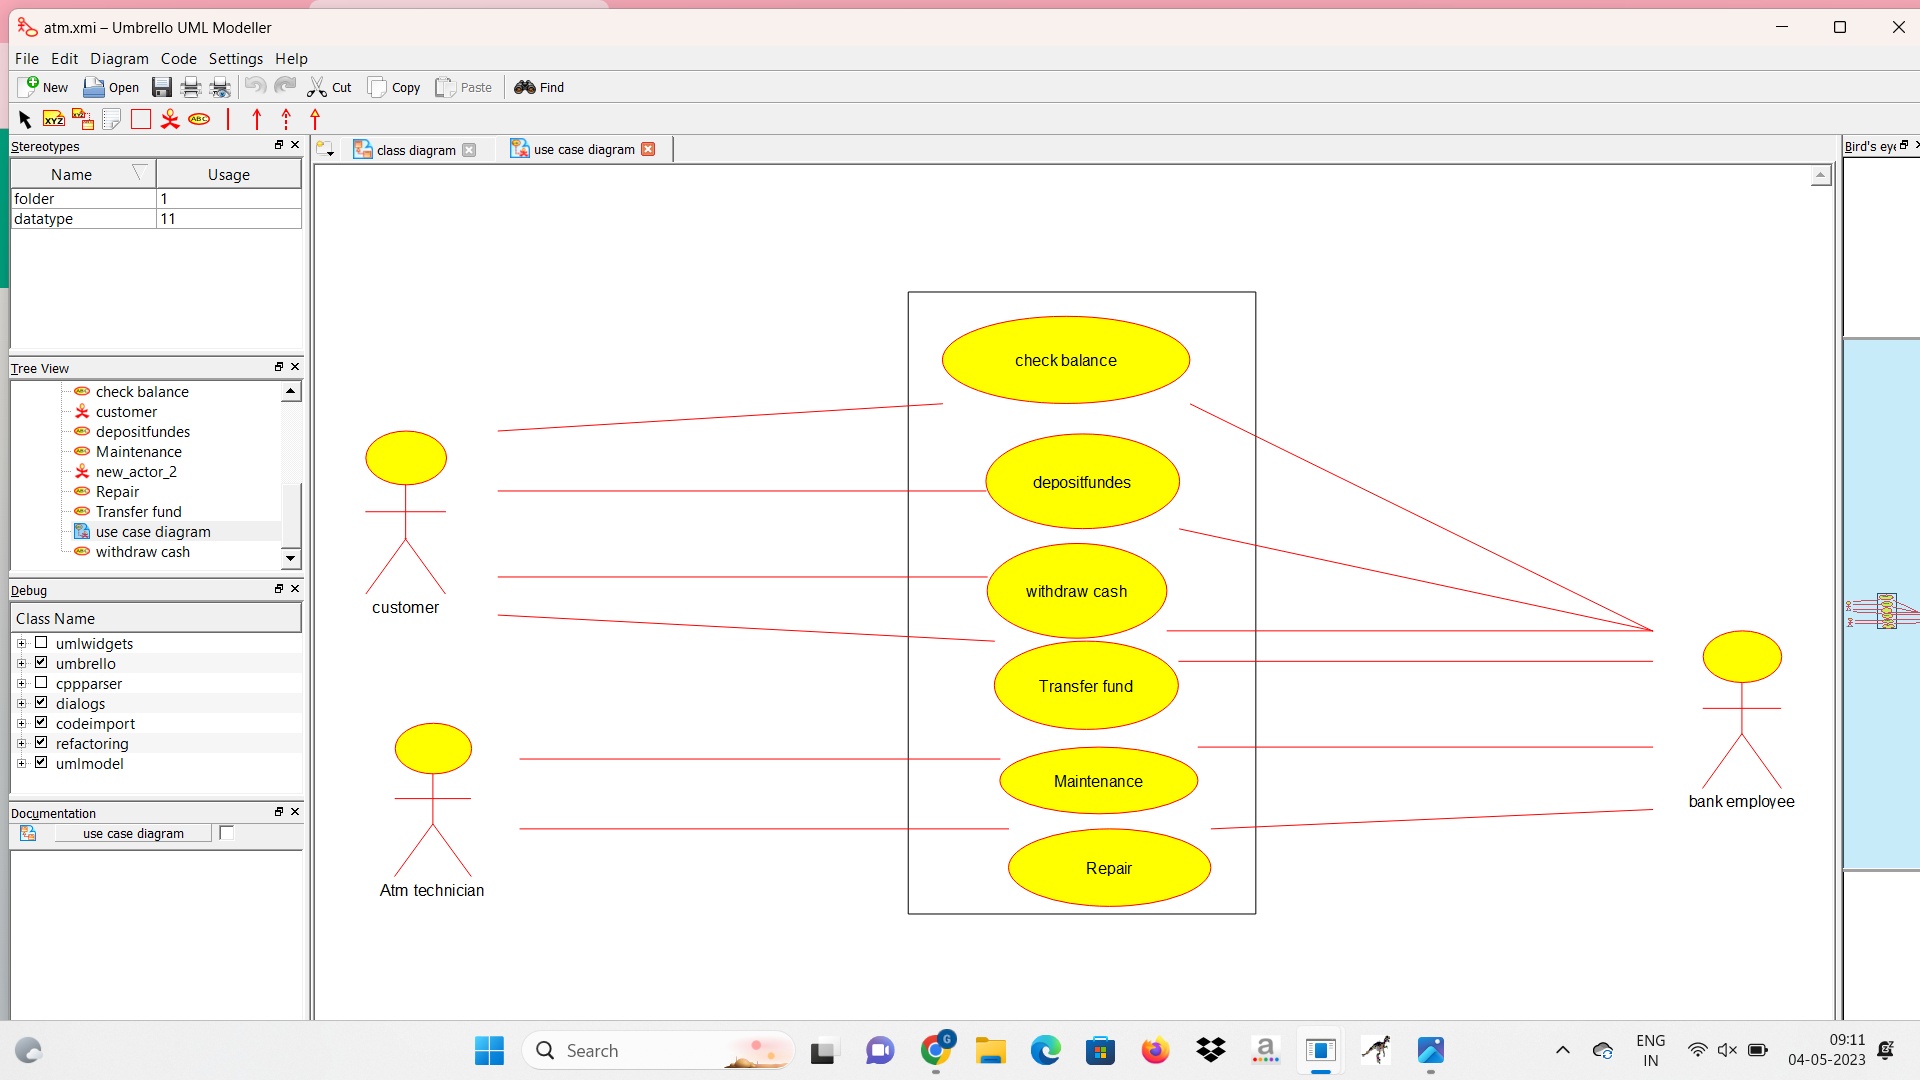 atm.xmi – Umbrello UML Modeller
File Edit Diagram Code Settings Help
New Open Cut Copy Paste Find
XYZ ABC
Stereotypes
class diagram use case diagram
Bird's eye
Name Usage
folder 1
datatype 11
Tree View
check balance
customer
depositfundes
Maintenance
new_actor_2
Repair
Transfer fund
use case diagram
withdraw cash
Debug
Class Name
umlwidgets
umbrello
cppparser
dialogs
codeimport
refactoring
umlmodel
Documentation
use case diagram
check balance
depositfundes
withdraw cash
Transfer fund
Maintenance
Repair
customer
Atm technician
bank employee
Search
G
a
ENG
IN
09:11
04-05-2023